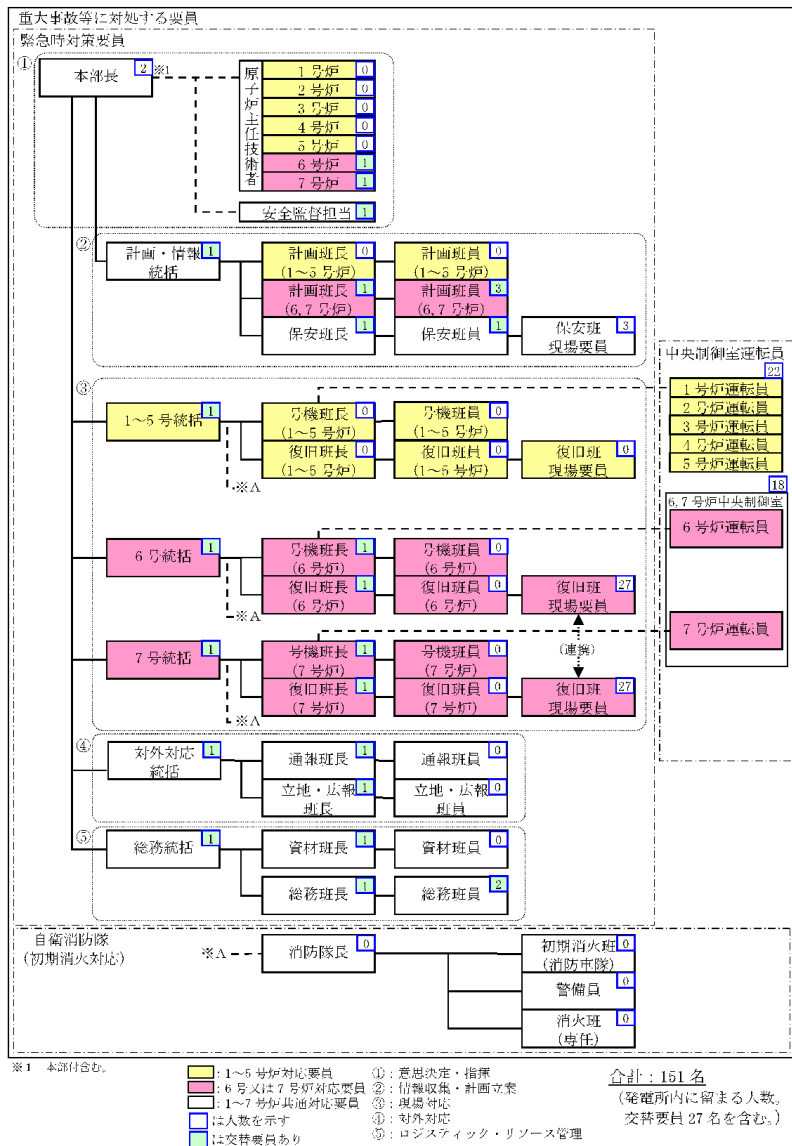 重大事故等に対処する要員
緊急時対策要員
①
本部長
2
※1
原子炉主任技術者
1号炉 0
2号炉 0
3号炉 0
4号炉 0
5号炉 0
6号炉 1
7号炉 1
安全監督担当 1
②
計画・情報統括 1
計画班長 (1～5号炉) 0
計画班員 (1～5号炉) 0
計画班長 (6,7号炉) 1
計画班員 (6,7号炉) 3
保安班長 1
保安班員 1
保安班現場要員 3
中央制御室運転員
22
1号炉運転員
2号炉運転員
3号炉運転員
4号炉運転員
5号炉運転員
18
6,7号炉中央制御室
6号炉運転員
7号炉運転員
③
1～5号統括 1
※A
号機班長 (1～5号炉) 0
号機班員 (1～5号炉) 0
復旧班長 (1～5号炉) 0
復旧班員 (1～5号炉) 0
復旧班現場要員 0
6号統括 1
※A
号機班長 (6号炉) 1
号機班員 (6号炉) 0
復旧班長 (6号炉) 1
復旧班員 (6号炉) 0
復旧班現場要員 27
(連携)
7号統括 1
※A
号機班長 (7号炉) 1
号機班員 (7号炉) 0
復旧班長 (7号炉) 1
復旧班員 (7号炉) 0
復旧班現場要員 27
④
対外対応統括 1
通報班長 1
通報班員 0
立地・広報班長 1
立地・広報班員 0
⑤
総務統括 1
資材班長 1
資材班員 0
総務班長 1
総務班員 2
自衛消防隊
(初期消火対応)
※A
消防隊長 0
初期消火班 (消防車隊) 0
警備員 0
消火班 (専任) 0
※1 本部付含む。
：1～5号炉対応要員
：6号又は7号炉対応要員
：1～7号炉共通対応要員
は人数を示す
は交替要員あり
①：意思決定・指揮
②：情報収集・計画立案
③：現場対応
④：対外対応
⑤：ロジスティック・リソース管理
合計：151名
(発電所内に留まる人数。
交替要員27名を含む。)